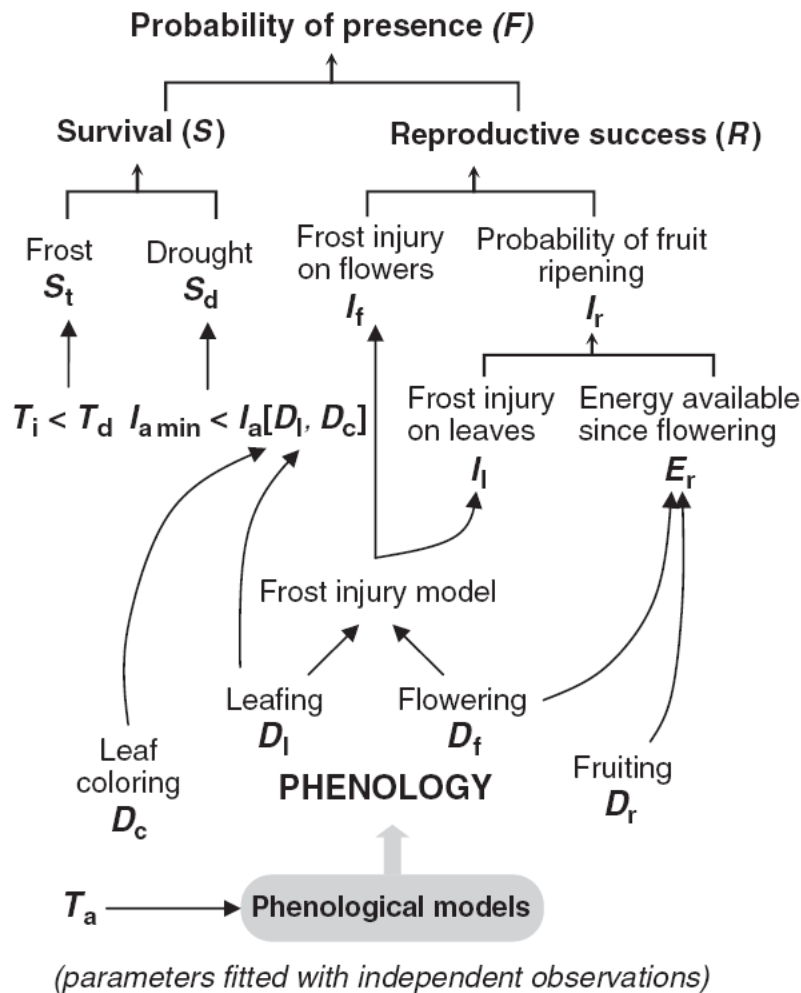 Probability of presence (F)
Survival (S)
Reproductive success (R)
Frost
St
Drought
Sd
Frost injury
on flowers
If
Probability of fruit
ripening
Ir
Ti < Td
Ia min < Ia[Dl, Dc]
Frost injury
on leaves
Il
Energy available
since flowering
Er
Frost injury model
Leafing
Dl
Flowering
Df
Leaf
coloring
Dc
Fruiting
Dr
PHENOLOGY
Ta
Phenological models
(parameters fitted with independent observations)